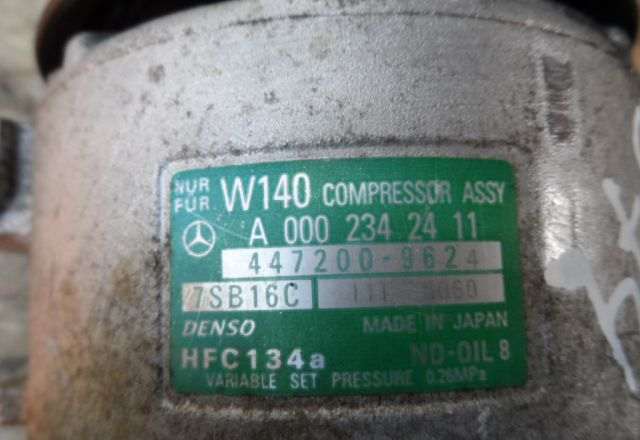 NUR FÜR W140 COMPRESSOR ASSY
A 000 234 24 11
447200-9624
7SB16C
DENSO MADE IN JAPAN
HFC134a ND-OIL 8
VARIABLE SET PRESSURE 0.26MPa